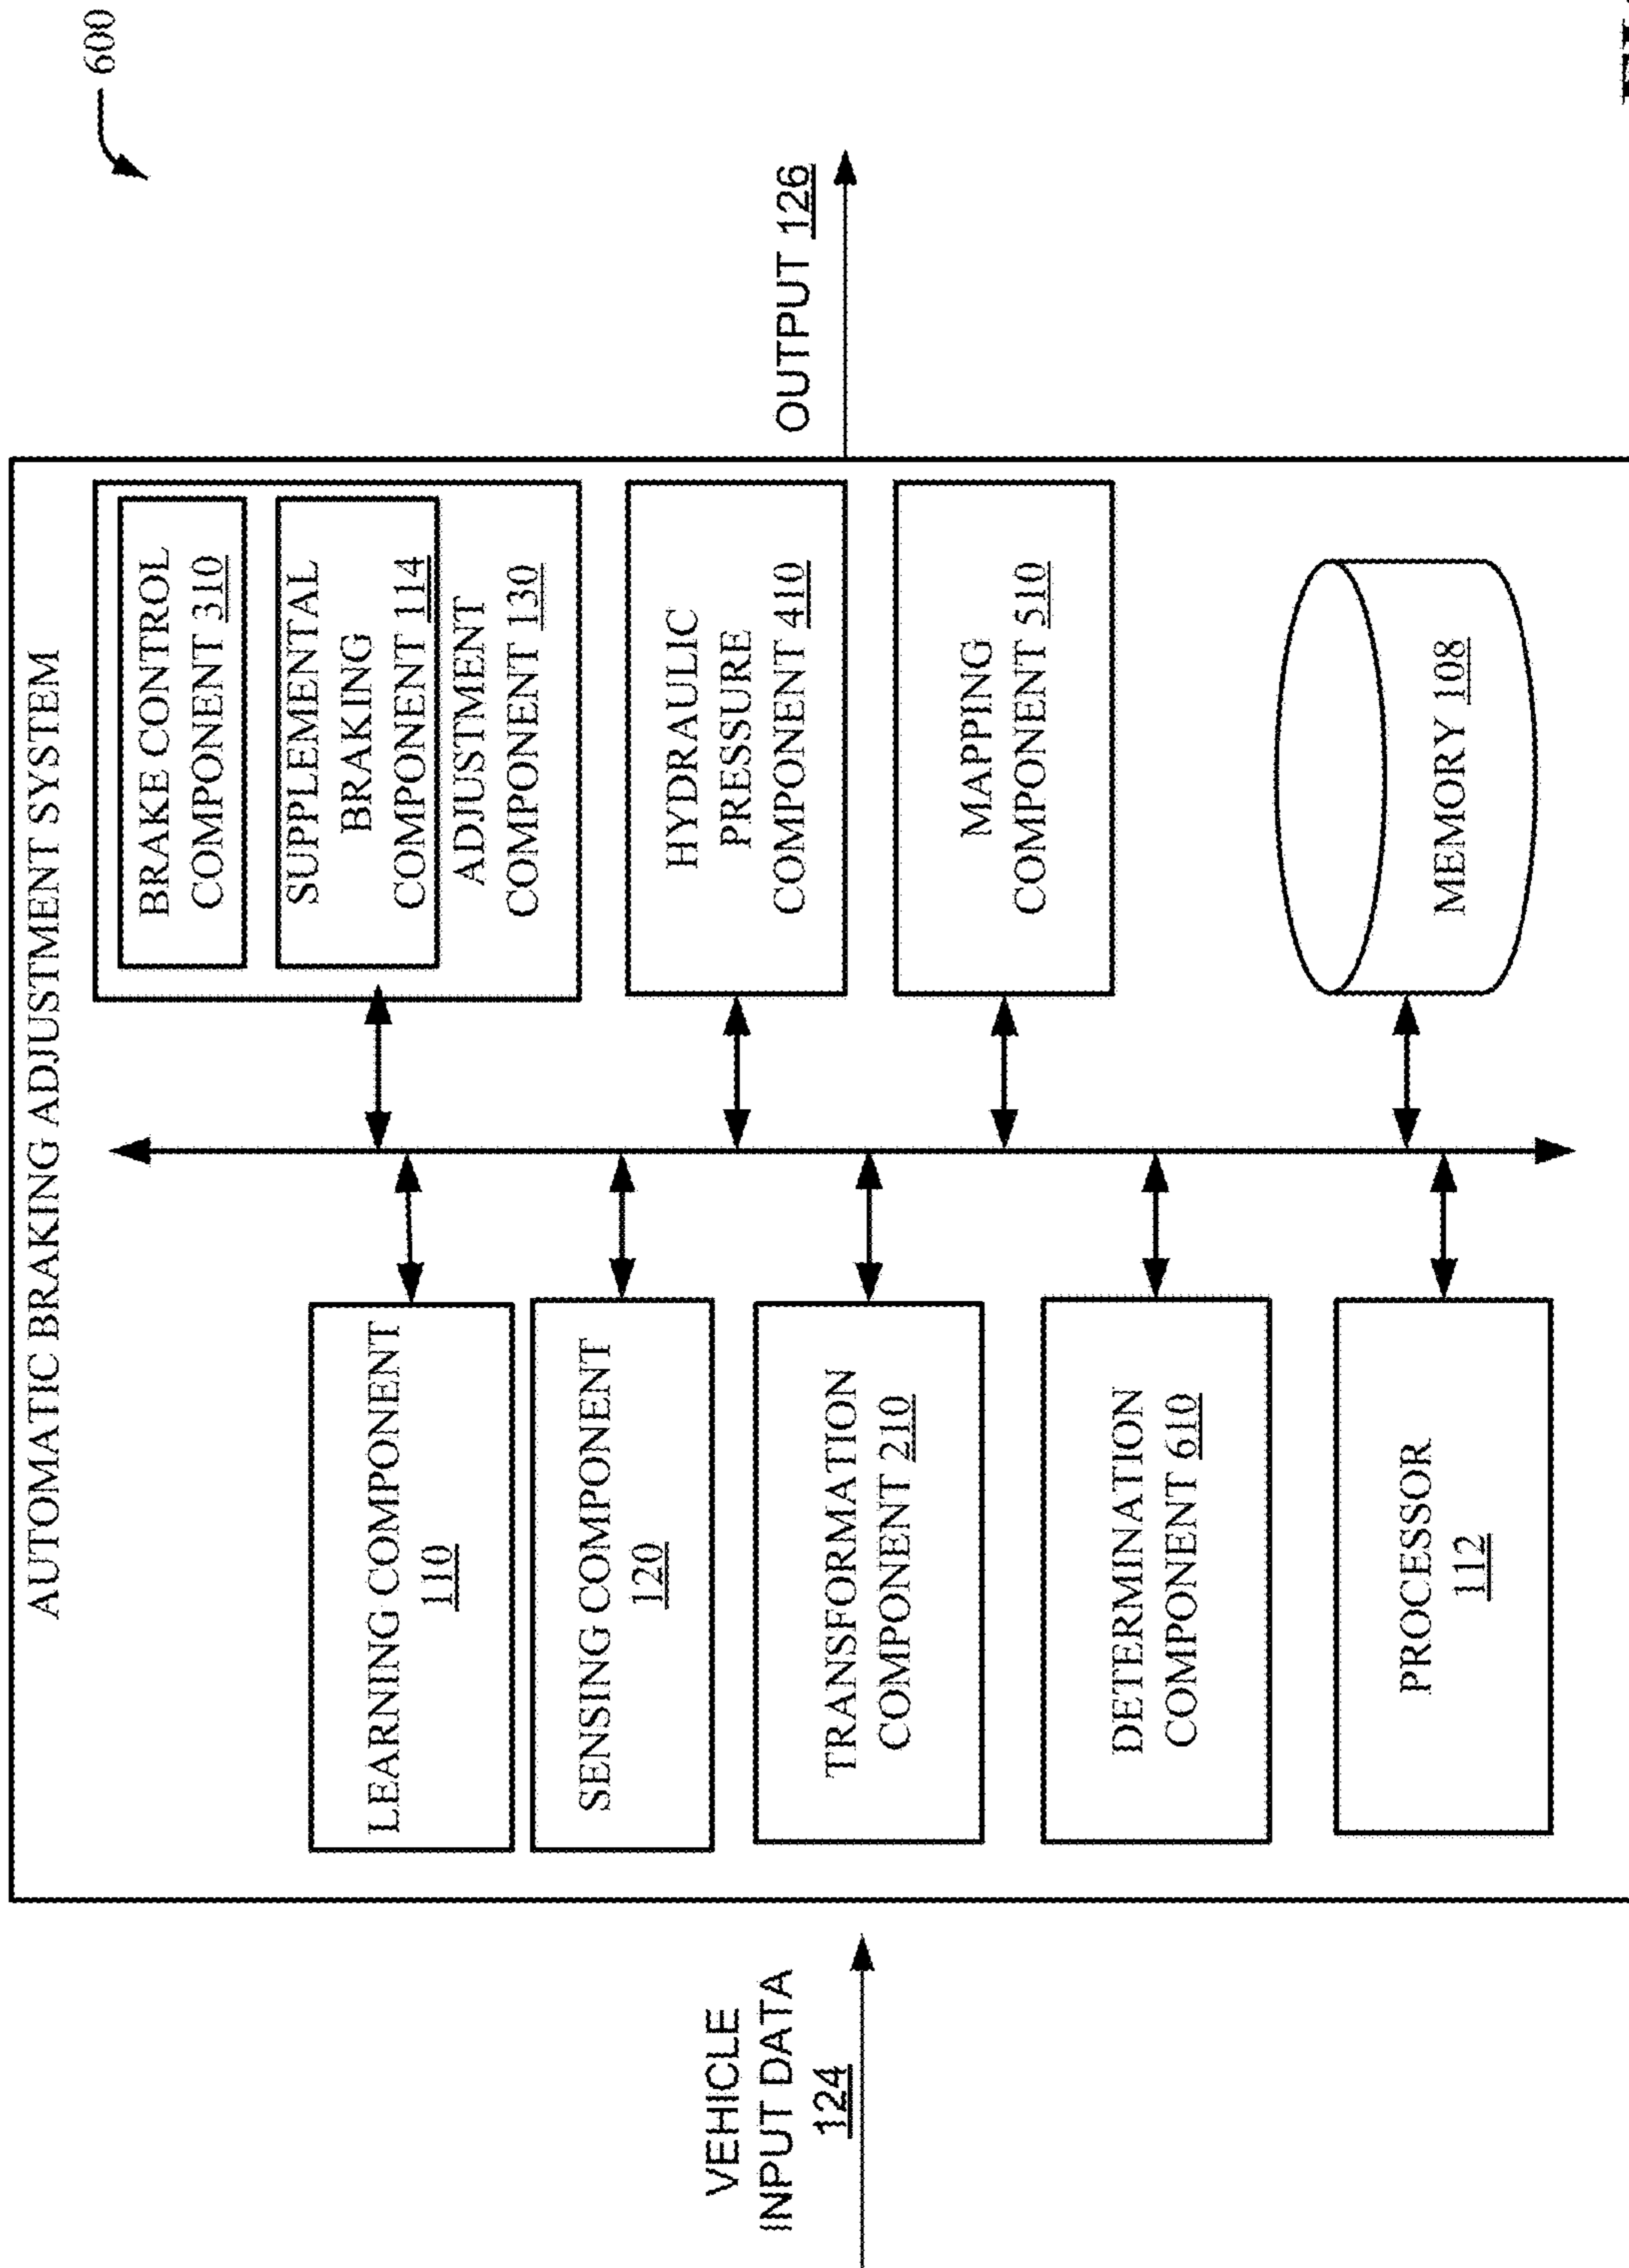 600
AUTOMATIC BRAKING ADJUSTMENT SYSTEM
VEHICLE
INPUT DATA
124
LEARNING COMPONENT
110
SENSING COMPONENT
120
TRANSFORMATION
COMPONENT 210
DETERMINATION
COMPONENT 610
PROCESSOR
112
BRAKE CONTROL
COMPONENT 310
SUPPLEMENTAL
BRAKING
COMPONENT 114
ADJUSTMENT
COMPONENT 130
HYDRAULIC
PRESSURE
COMPONENT 410
MAPPING
COMPONENT 510
MEMORY 108
OUTPUT 126